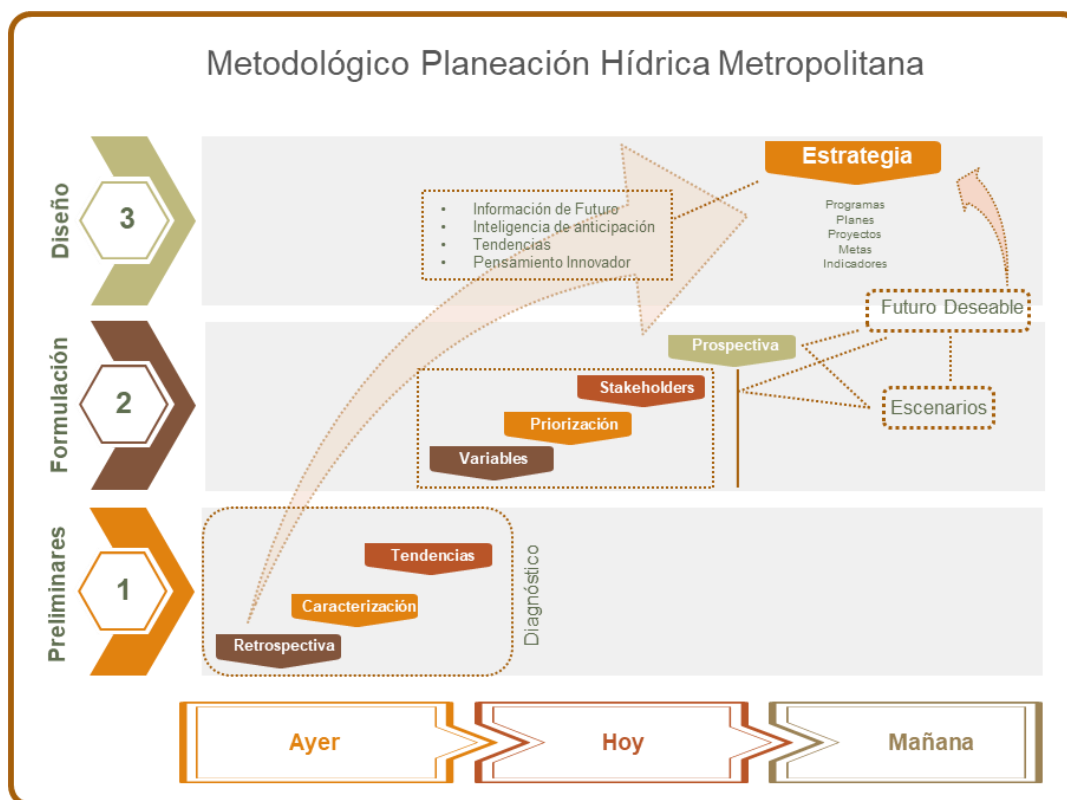 Metodológico Planeación Hídrica Metropolitana
Diseño
3
Estrategia
• Información de Futuro
• Inteligencia de anticipación
• Tendencias
• Pensamiento Innovador
Programas
Planes
Proyectos
Metas
Indicadores
Futuro Deseable
Formulación
2
Prospectiva
Stakeholders
Priorización
Variables
Escenarios
Preliminares
1
Tendencias
Caracterización
Retrospectiva
Diagnóstico
Ayer
Hoy
Mañana